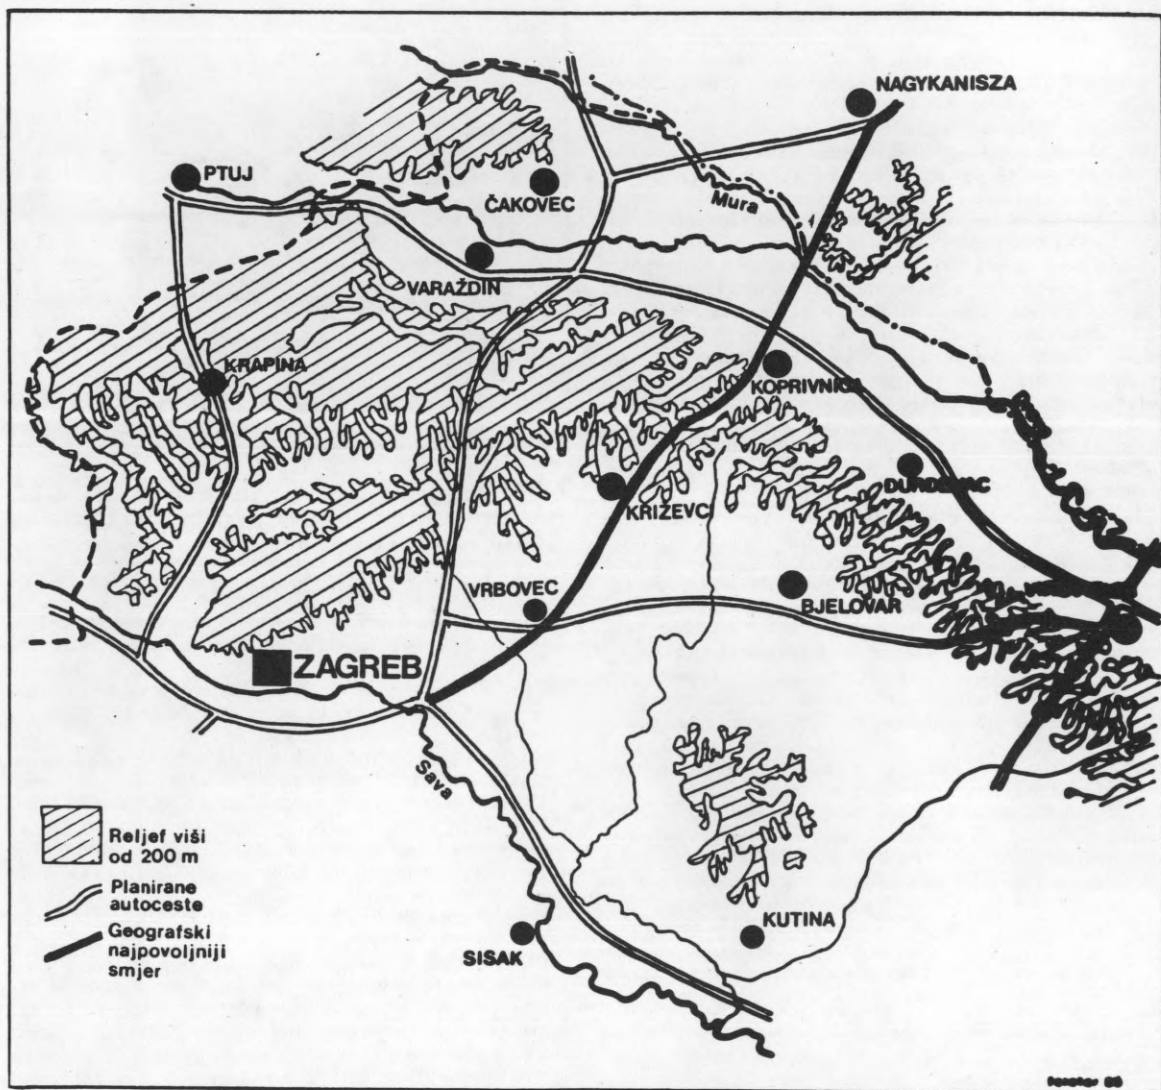 NAGYKANISZA
PTUJ
ČAKOVEC
Mura
VARAŽDIN
KRAPINA
KOPRIVNICA
ĐURĐEVAC
KRIŽEVCI
VRBOVEC
BJELOVAR
ZAGREB
Sava
Reljef viši
od 200 m
Planirane
autoceste
Geografski
najpovoljniji
smjer
KUTINA
SISAK